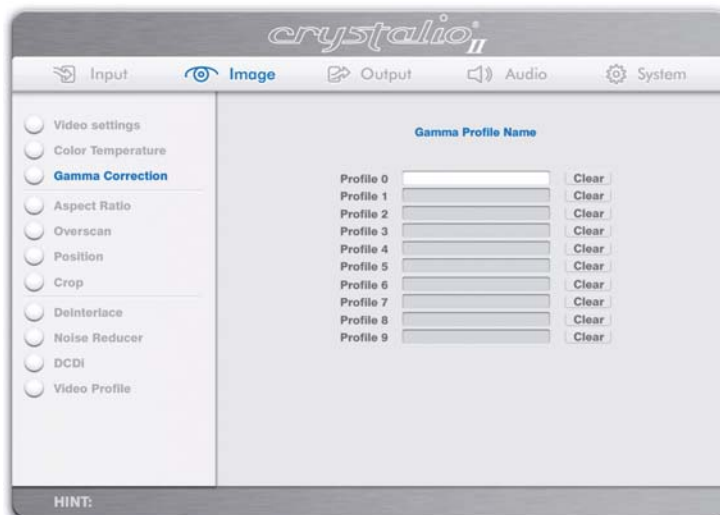 crystalio® II
Input Image Output Audio System
Video settings
Color Temperature
Gamma Correction
Aspect Ratio
Overscan
Position
Crop
DeInterlace
Noise Reducer
DCDi
Video Profile
Gamma Profile Name
Profile 0 Clear
Profile 1 Clear
Profile 2 Clear
Profile 3 Clear
Profile 4 Clear
Profile 5 Clear
Profile 6 Clear
Profile 7 Clear
Profile 8 Clear
Profile 9 Clear
HINT: